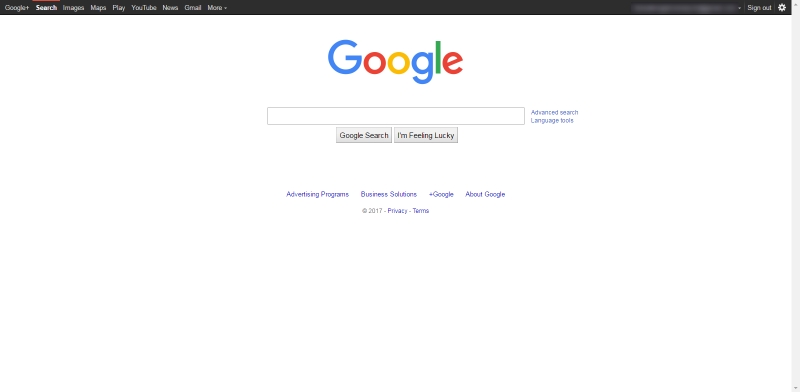 Google+ Search Images Maps Play YouTube News Gmail More Sign out
Google
Advanced search
Language tools
Google Search I'm Feeling Lucky
Advertising Programs Business Solutions +Google About Google
© 2017 - Privacy - Terms